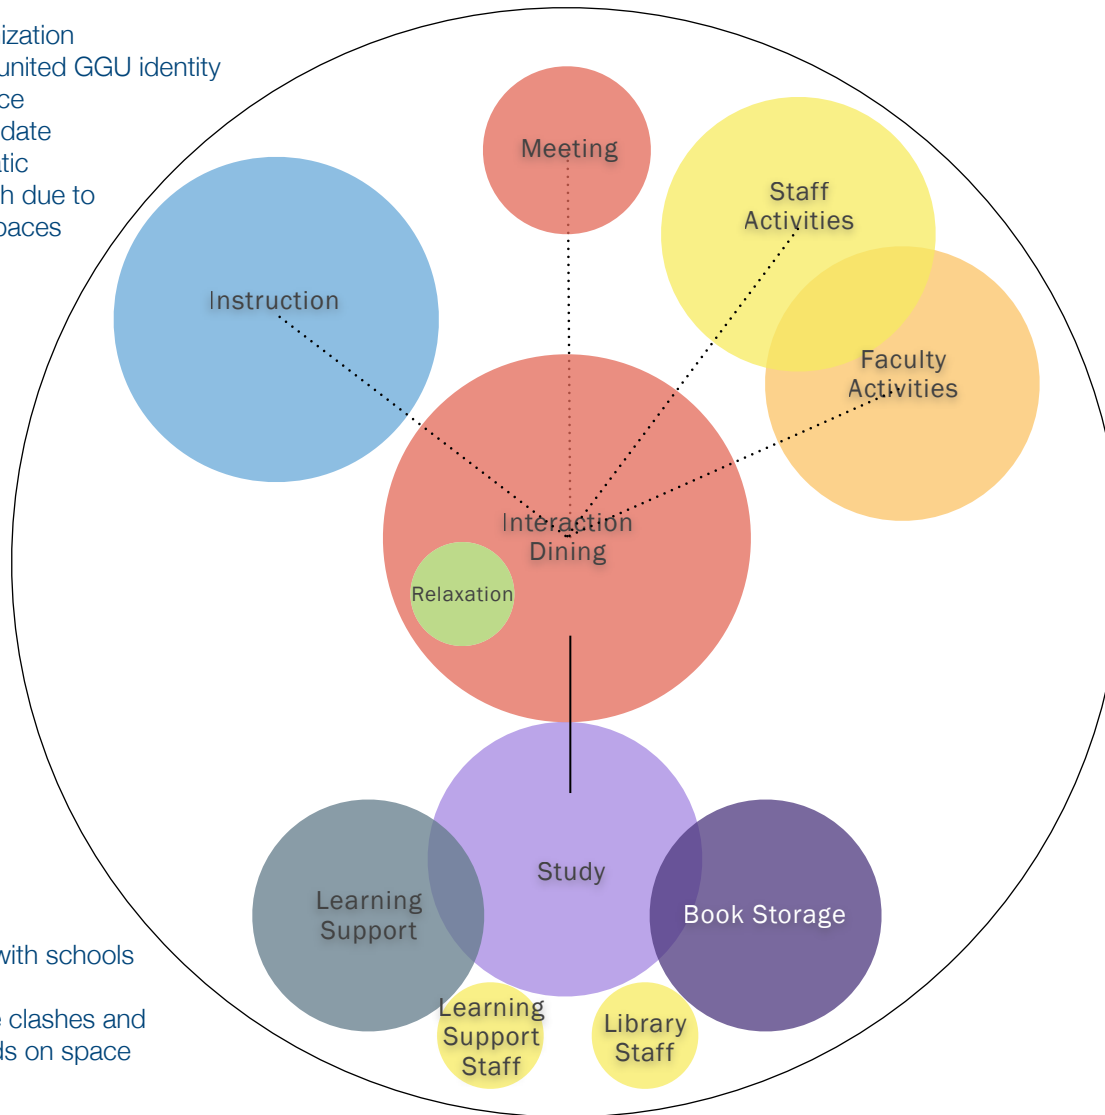 ization
united GGU identity
ce
date
tic
h due to
paces
Meeting
Staff
Activities
Instruction
Faculty
Activities
Interaction
Dining
Relaxation
Study
Learning
Support
Book Storage
with schools
e clashes and
ds on space
Learning
Support
Staff
Library
Staff